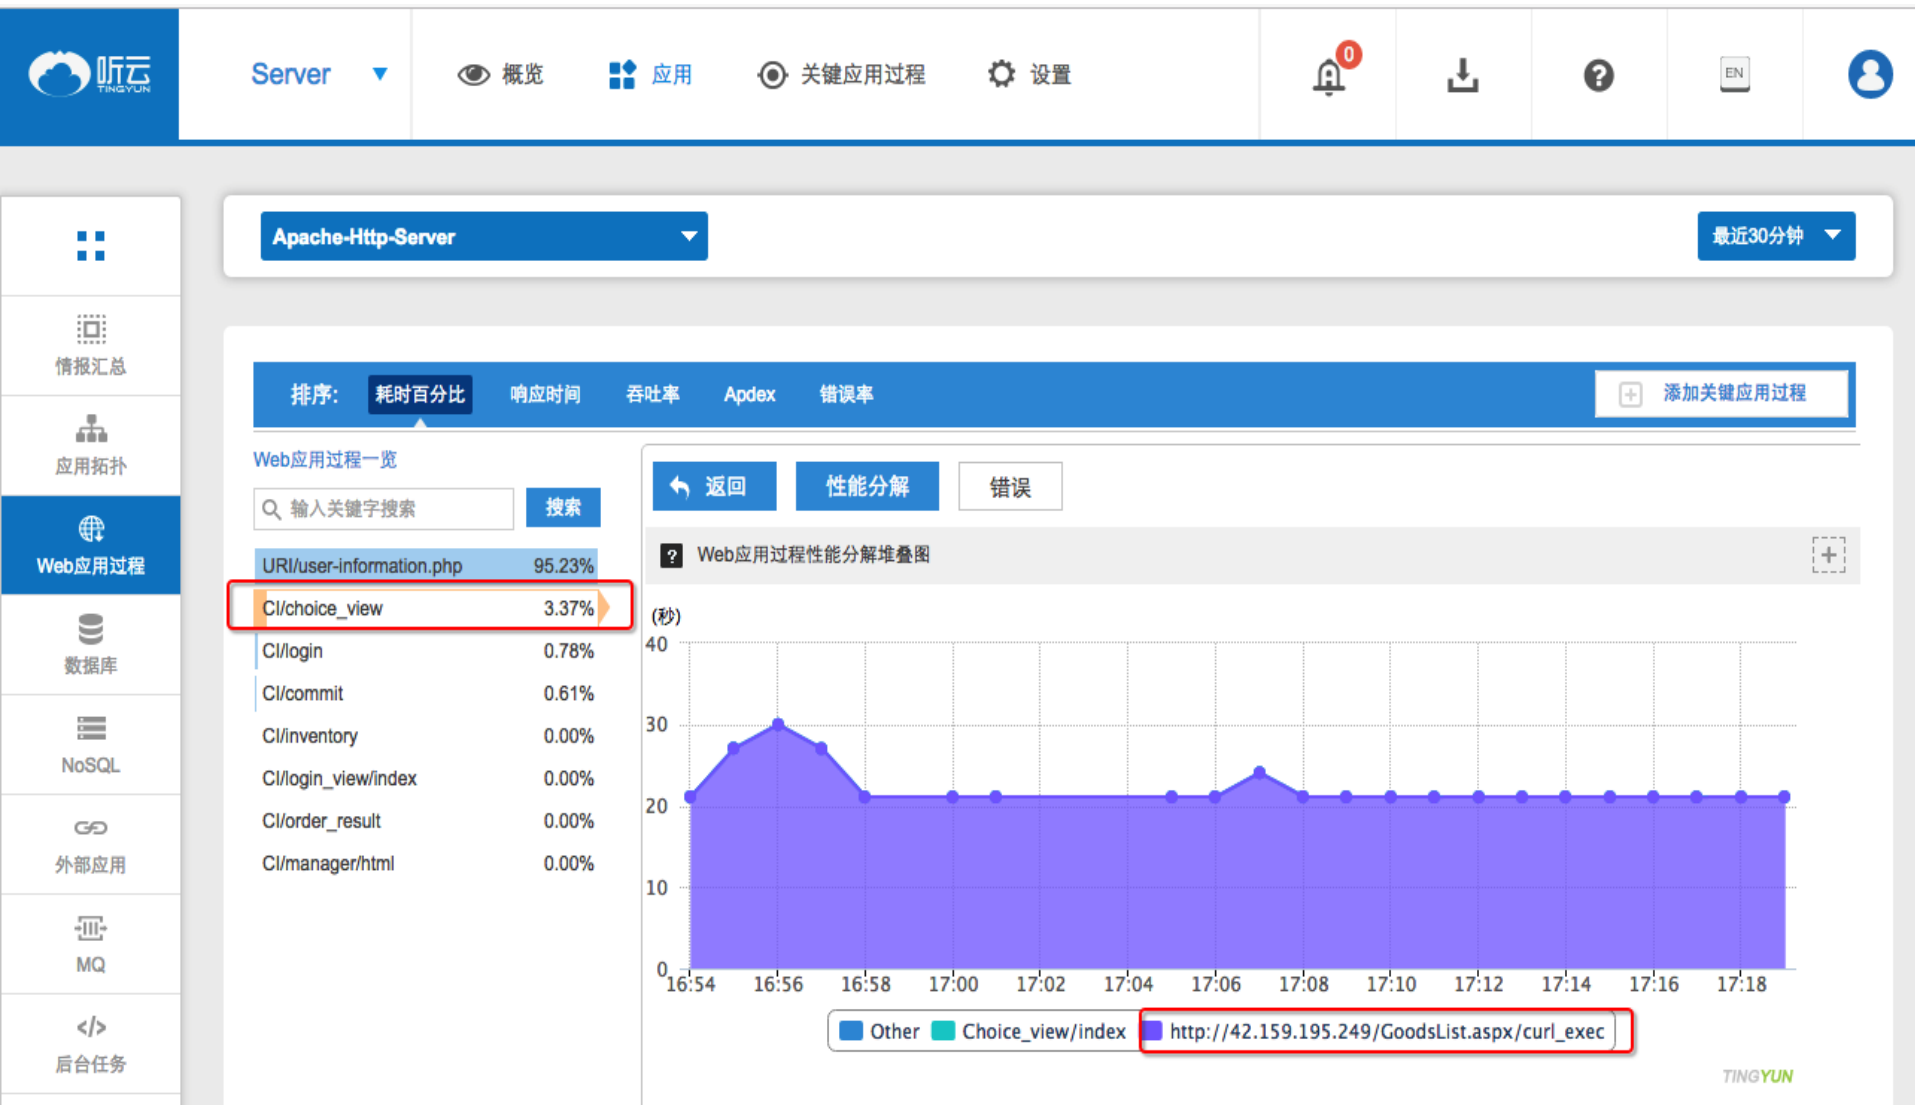 听云
TINGYUN
Server
概览
应用
关键应用过程
设置
0
EN
Apache-Http-Server
最近30分钟
情报汇总
应用拓扑
Web应用过程
数据库
NoSQL
外部应用
MQ
</>
后台任务
排序:
耗时百分比
响应时间
吞吐率
Apdex
错误率
添加关键应用过程
Web应用过程一览
输入关键字搜索
搜索
URI/user-information.php 95.23%
CI/choice_view 3.37%
CI/login 0.78%
CI/commit 0.61%
CI/inventory 0.00%
CI/login_view/index 0.00%
CI/order_result 0.00%
CI/manager/html 0.00%
返回
性能分解
错误
? Web应用过程性能分解堆叠图
(秒)
40
30
20
10
0
16:54 16:56 16:58 17:00 17:02 17:04 17:06 17:08 17:10 17:12 17:14 17:16 17:18
Other Choice_view/index http://42.159.195.249/GoodsList.aspx/curl_exec
TINGYUN